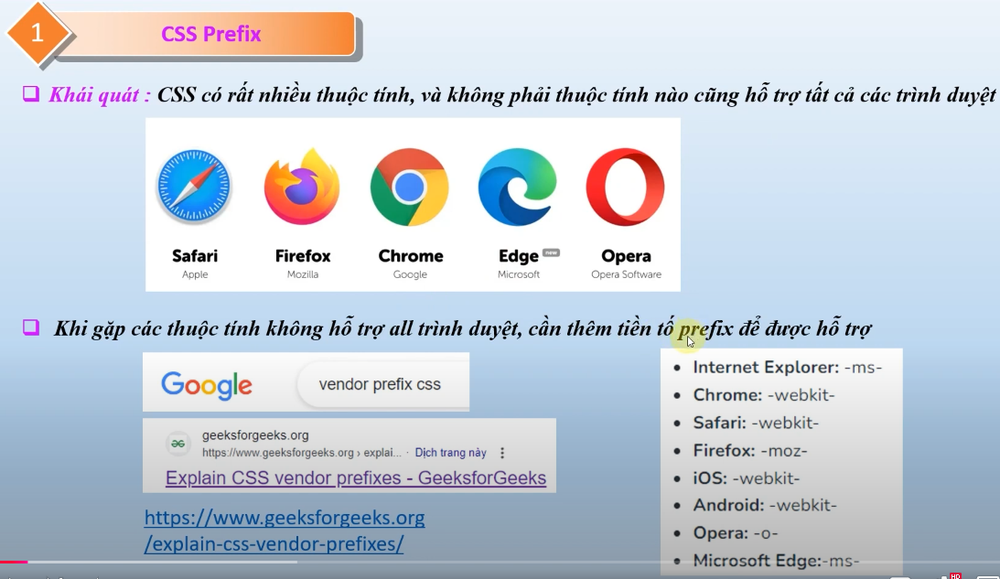 1
CSS Prefix
Khái quát : CSS có rất nhiều thuộc tính, và không phải thuộc tính nào cũng hỗ trợ tất cả các trình duyệt
Safari
Apple
Firefox
Mozilla
Chrome
Google
Edge new
Microsoft
Opera
Opera Software
Khi gặp các thuộc tính không hỗ trợ all trình duyệt, cần thêm tiền tố prefix để được hỗ trợ
Google
vendor prefix css
geeksforgeeks.org
https://www.geeksforgeeks.org › explai... · Dịch trang này
Explain CSS vendor prefixes - GeeksforGeeks
https://www.geeksforgeeks.org
/explain-css-vendor-prefixes/
• Internet Explorer: -ms-
• Chrome: -webkit-
• Safari: -webkit-
• Firefox: -moz-
• iOS: -webkit-
• Android: -webkit-
• Opera: -o-
• Microsoft Edge:-ms-
HD